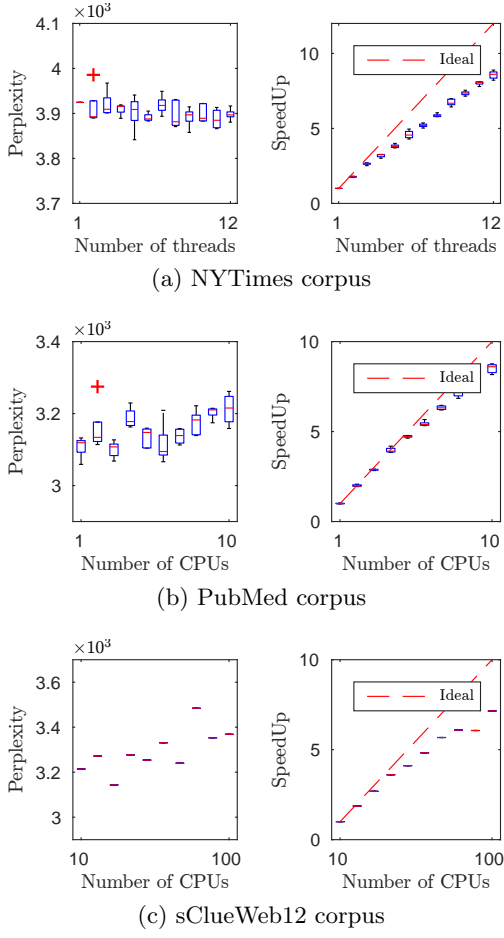 ×10³
Perplexity
4.1
4
3.9
3.8
3.7
1
12
Number of threads
SpeedUp
10
5
0
Ideal
1
12
Number of threads
(a) NYTimes corpus
×10³
Perplexity
3.4
3.2
3
1
10
Number of CPUs
SpeedUp
10
5
0
Ideal
1
10
Number of CPUs
(b) PubMed corpus
×10³
Perplexity
3.6
3.4
3.2
3
10
100
Number of CPUs
SpeedUp
10
5
0
Ideal
10
100
Number of CPUs
(c) sClueWeb12 corpus